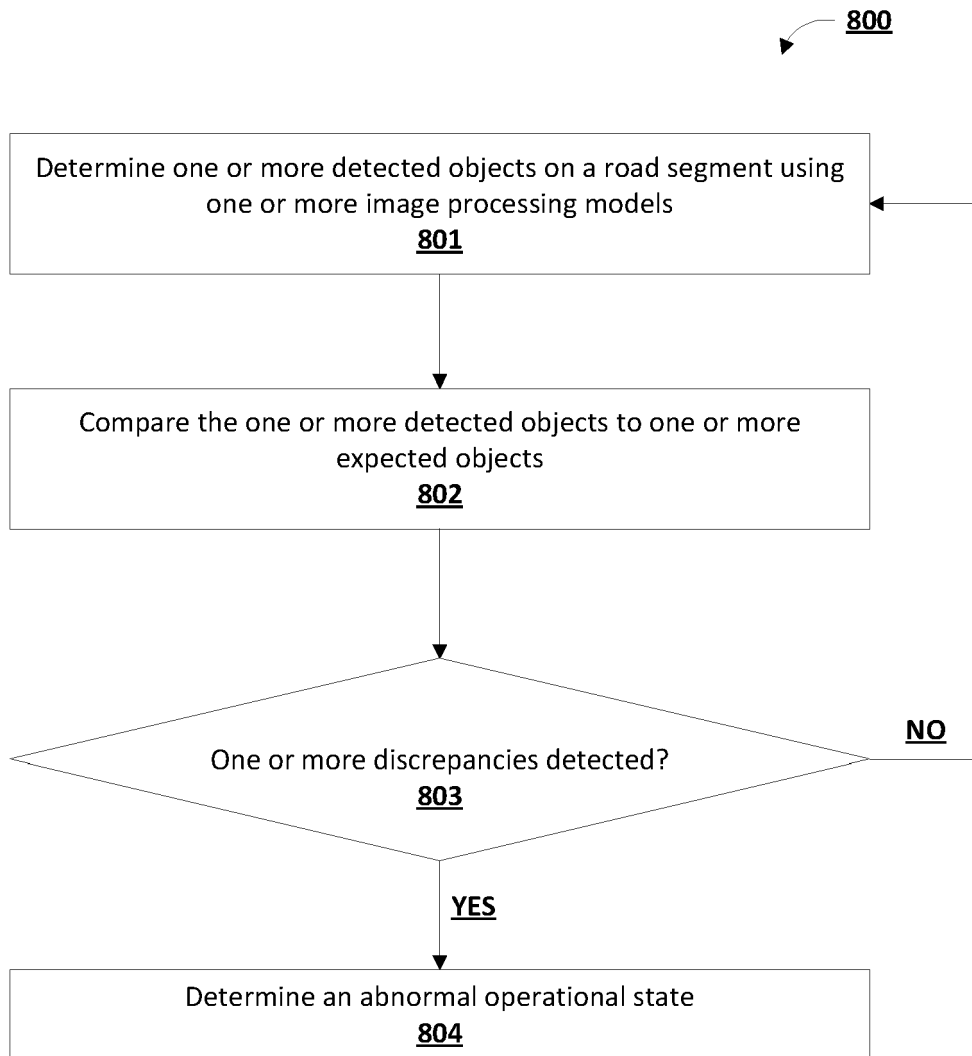 800
Determine one or more detected objects on a road segment using
one or more image processing models
801
Compare the one or more detected objects to one or more
expected objects
802
One or more discrepancies detected?
803
NO
YES
Determine an abnormal operational state
804